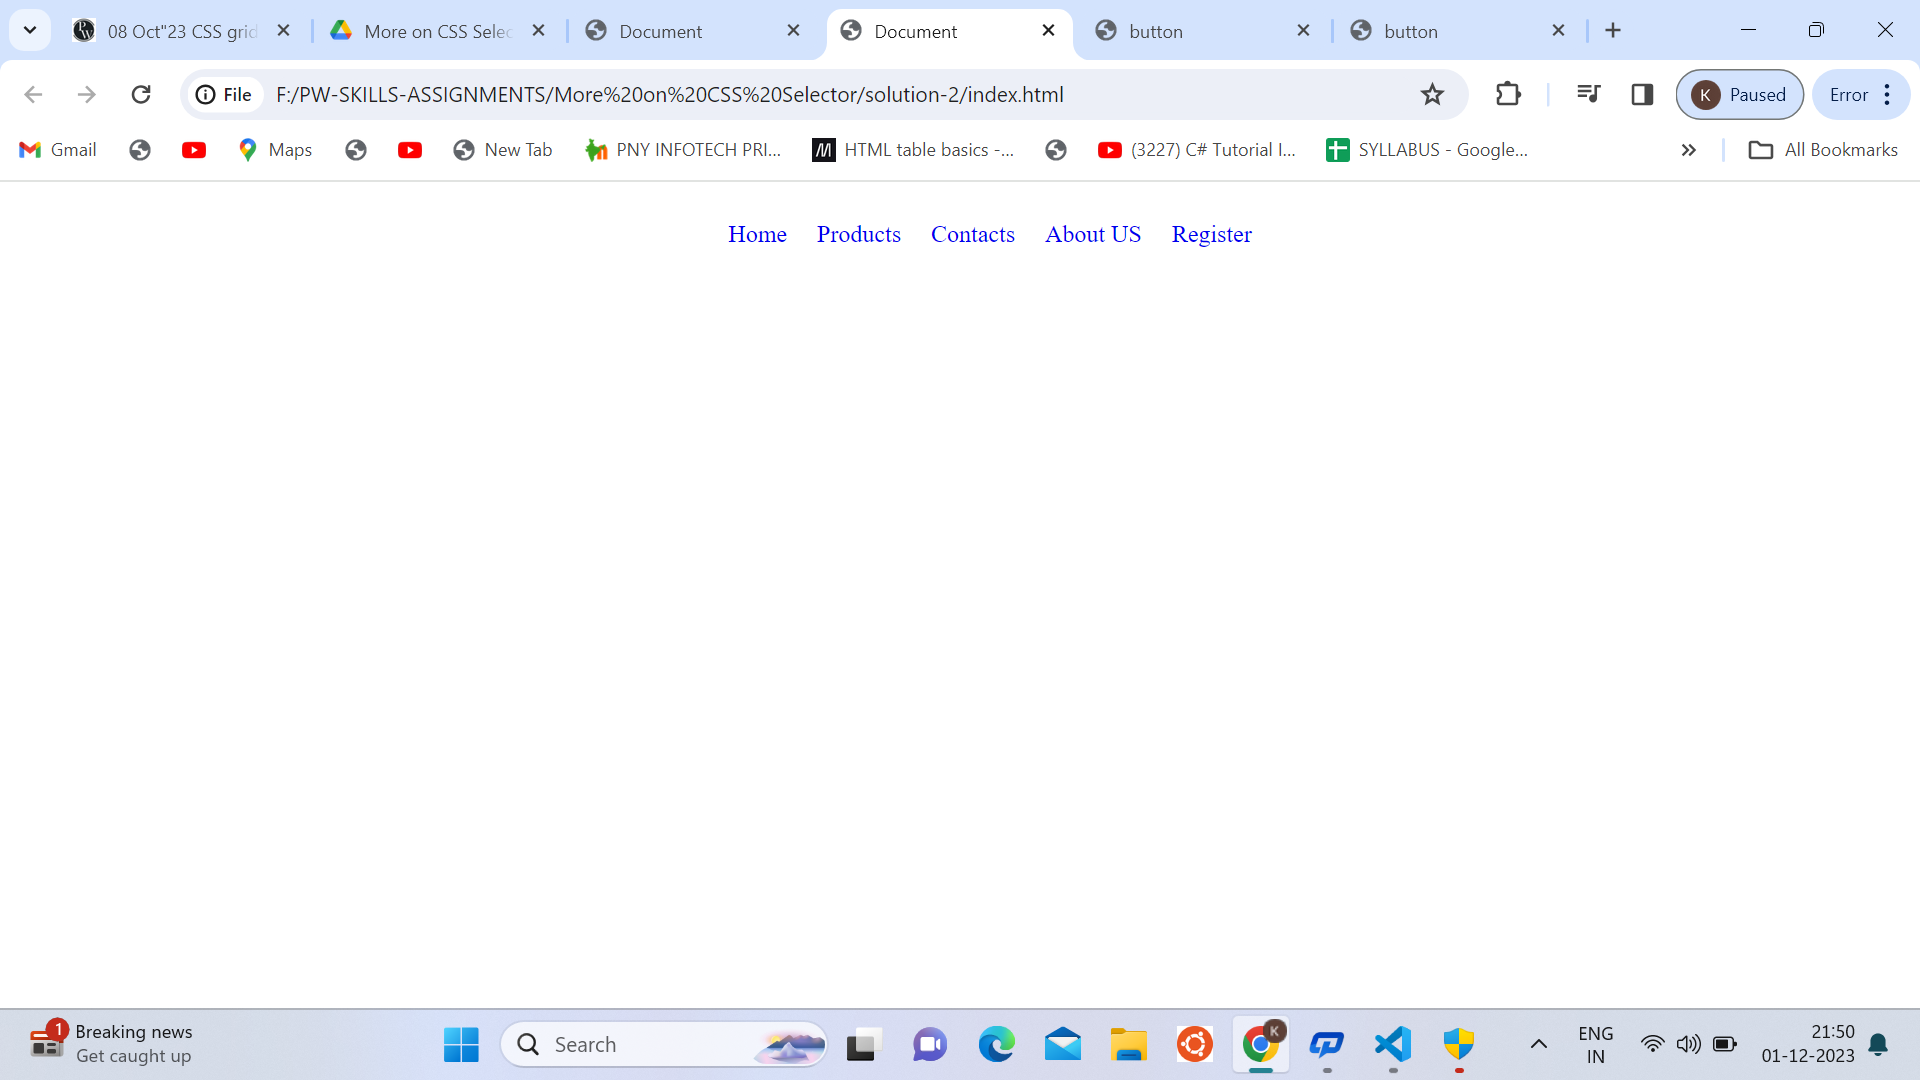 08 Oct"23 CSS grid
More on CSS Selec
Document
Document
button
button
File
F:/PW-SKILLS-ASSIGNMENTS/More%20on%20CSS%20Selector/solution-2/index.html
K
Paused
Error
Gmail
Maps
New Tab
PNY INFOTECH PRI...
HTML table basics -...
(3227) C# Tutorial I...
SYLLABUS - Google...
All Bookmarks
Home
Products
Contacts
About US
Register
1
Breaking news
Get caught up
Search
K
ENG
IN
21:50
01-12-2023